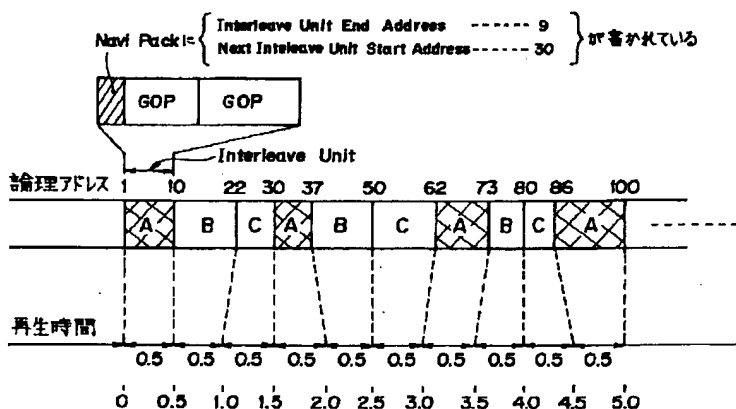 Navi Packに
Interleave Unit End Address ----- 9
Next Inteleave Unit Start Address ----- 30
が書かれている
GOP GOP
Interleave Unit
論理アドレス 1 10 22 30 37 50 62 73 80 86 100
A B C A B C A B C A
再生時間
0.5 0.5 0.5 0.5 0.5 0.5 0.5 0.5 0.5 0.5
0 0.5 1.0 1.5 2.0 2.5 3.0 3.5 4.0 4.5 5.0